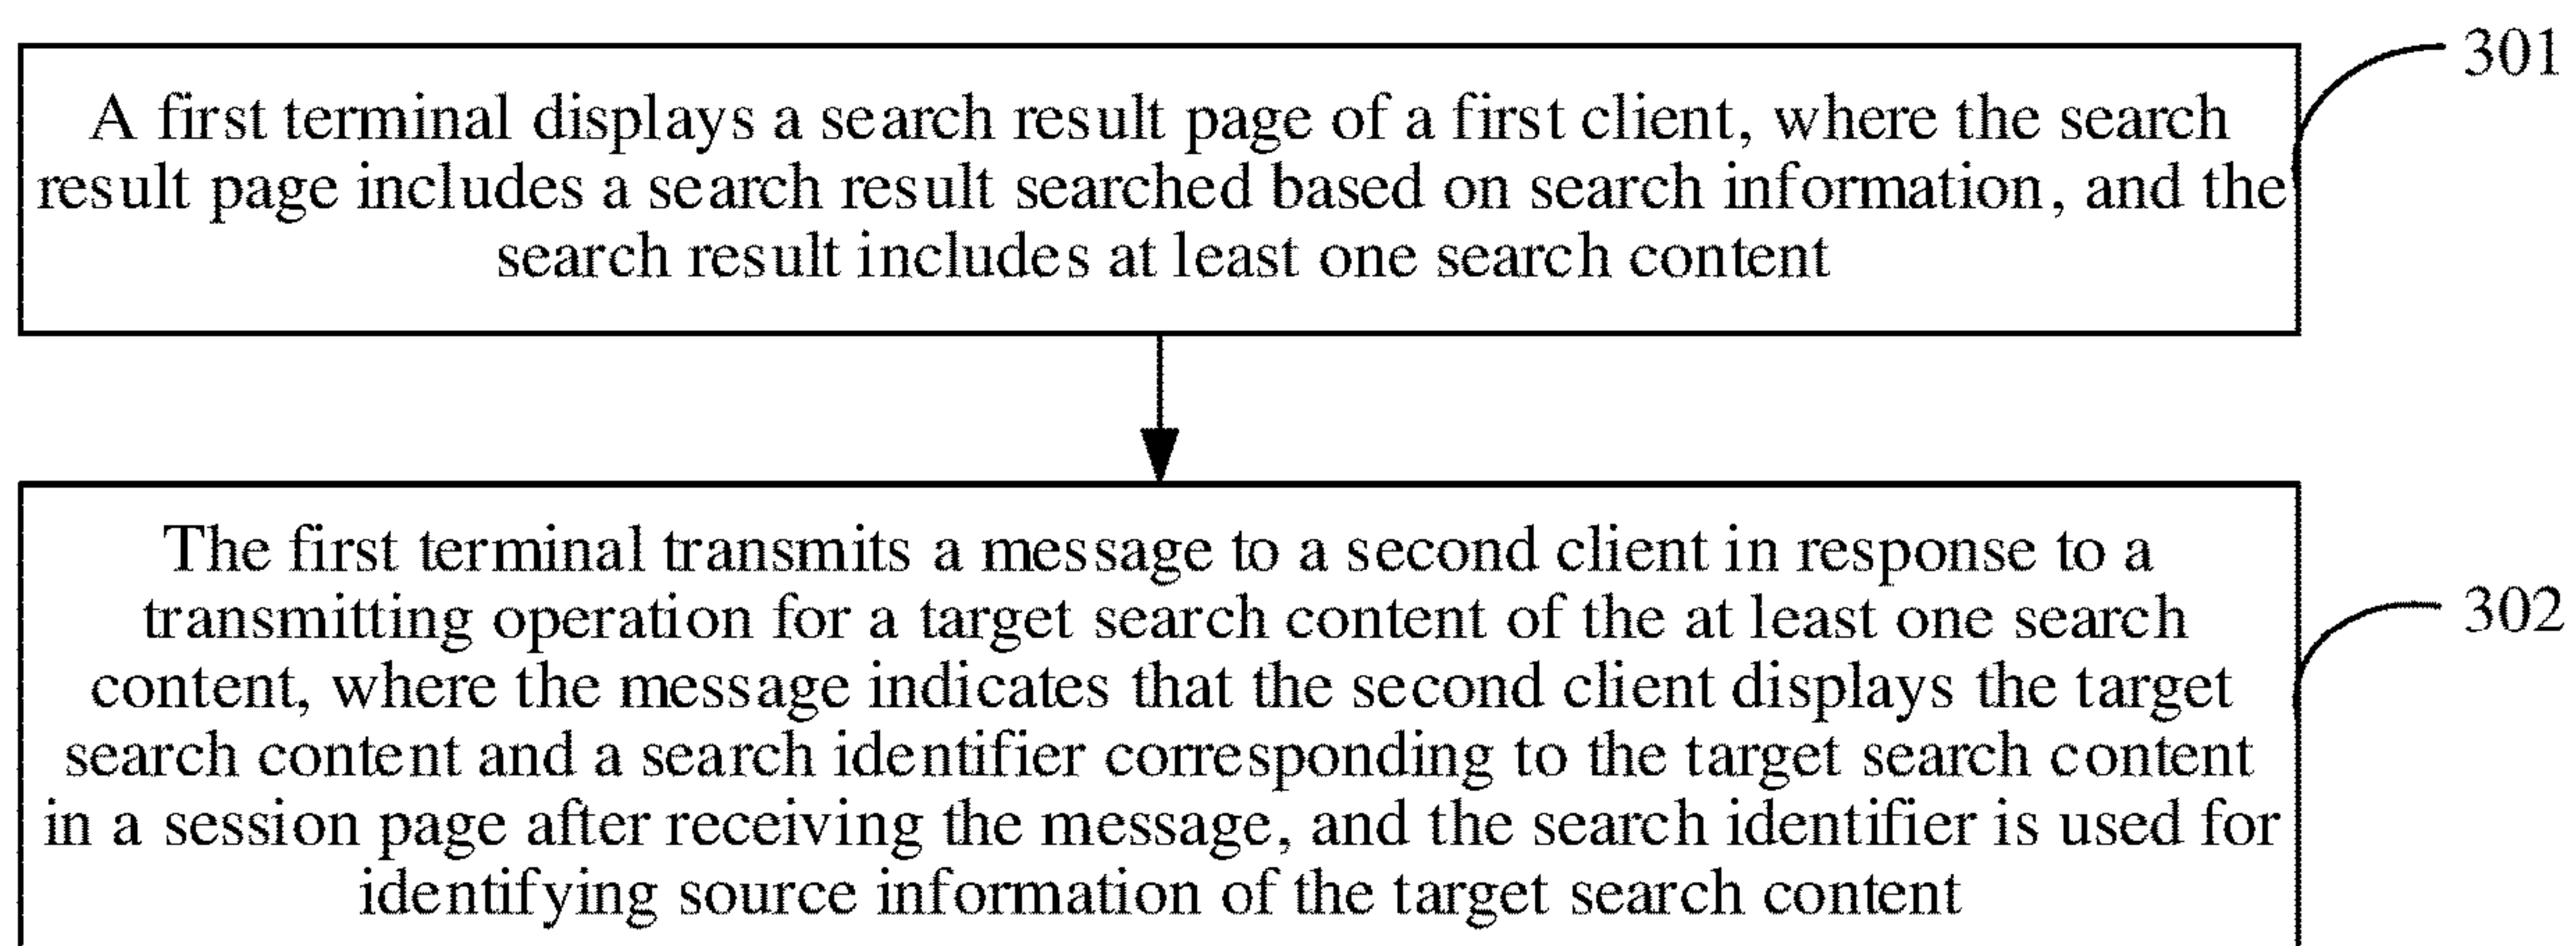 301
A first terminal displays a search result page of a first client, where the search
result page includes a search result searched based on search information, and the
search result includes at least one search content
The first terminal transmits a message to a second client in response to a
transmitting operation for a target search content of the at least one search
302
content, where the message indicates that the second client displays the target
search content and a search identifier corresponding to the target search content
in a session page after receiving the message, and the search identifier is used for
identifying source information of the target search content